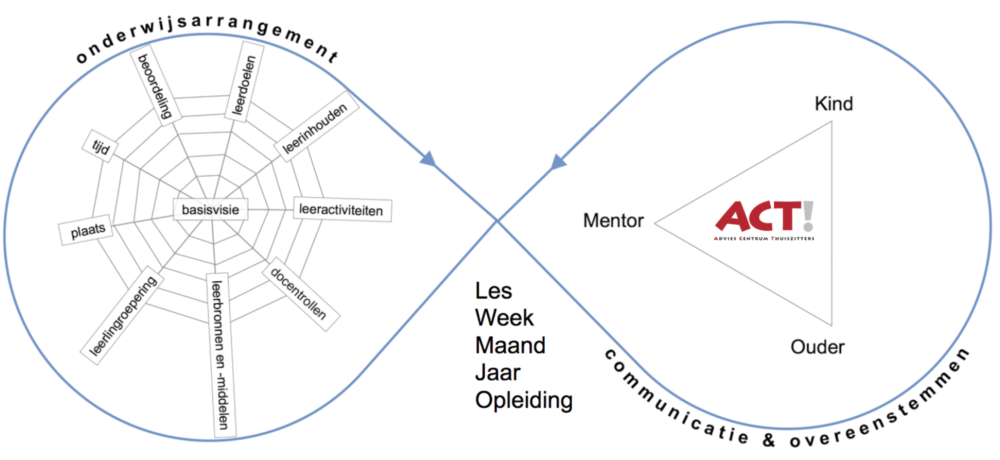 onderwijsarrangement
beoordeling
leerdoelen
leerinhouden
tijd
basisvisie
leeractiviteiten
plaats
leerlingroepering
leerbronnen en -middelen
docentrollen
Les
Week
Maand
Jaar
Opleiding
Kind
Mentor
ACT!
ADVIES CENTRUM THUISZITTERS
Ouder
communicatie & overeenstemmen